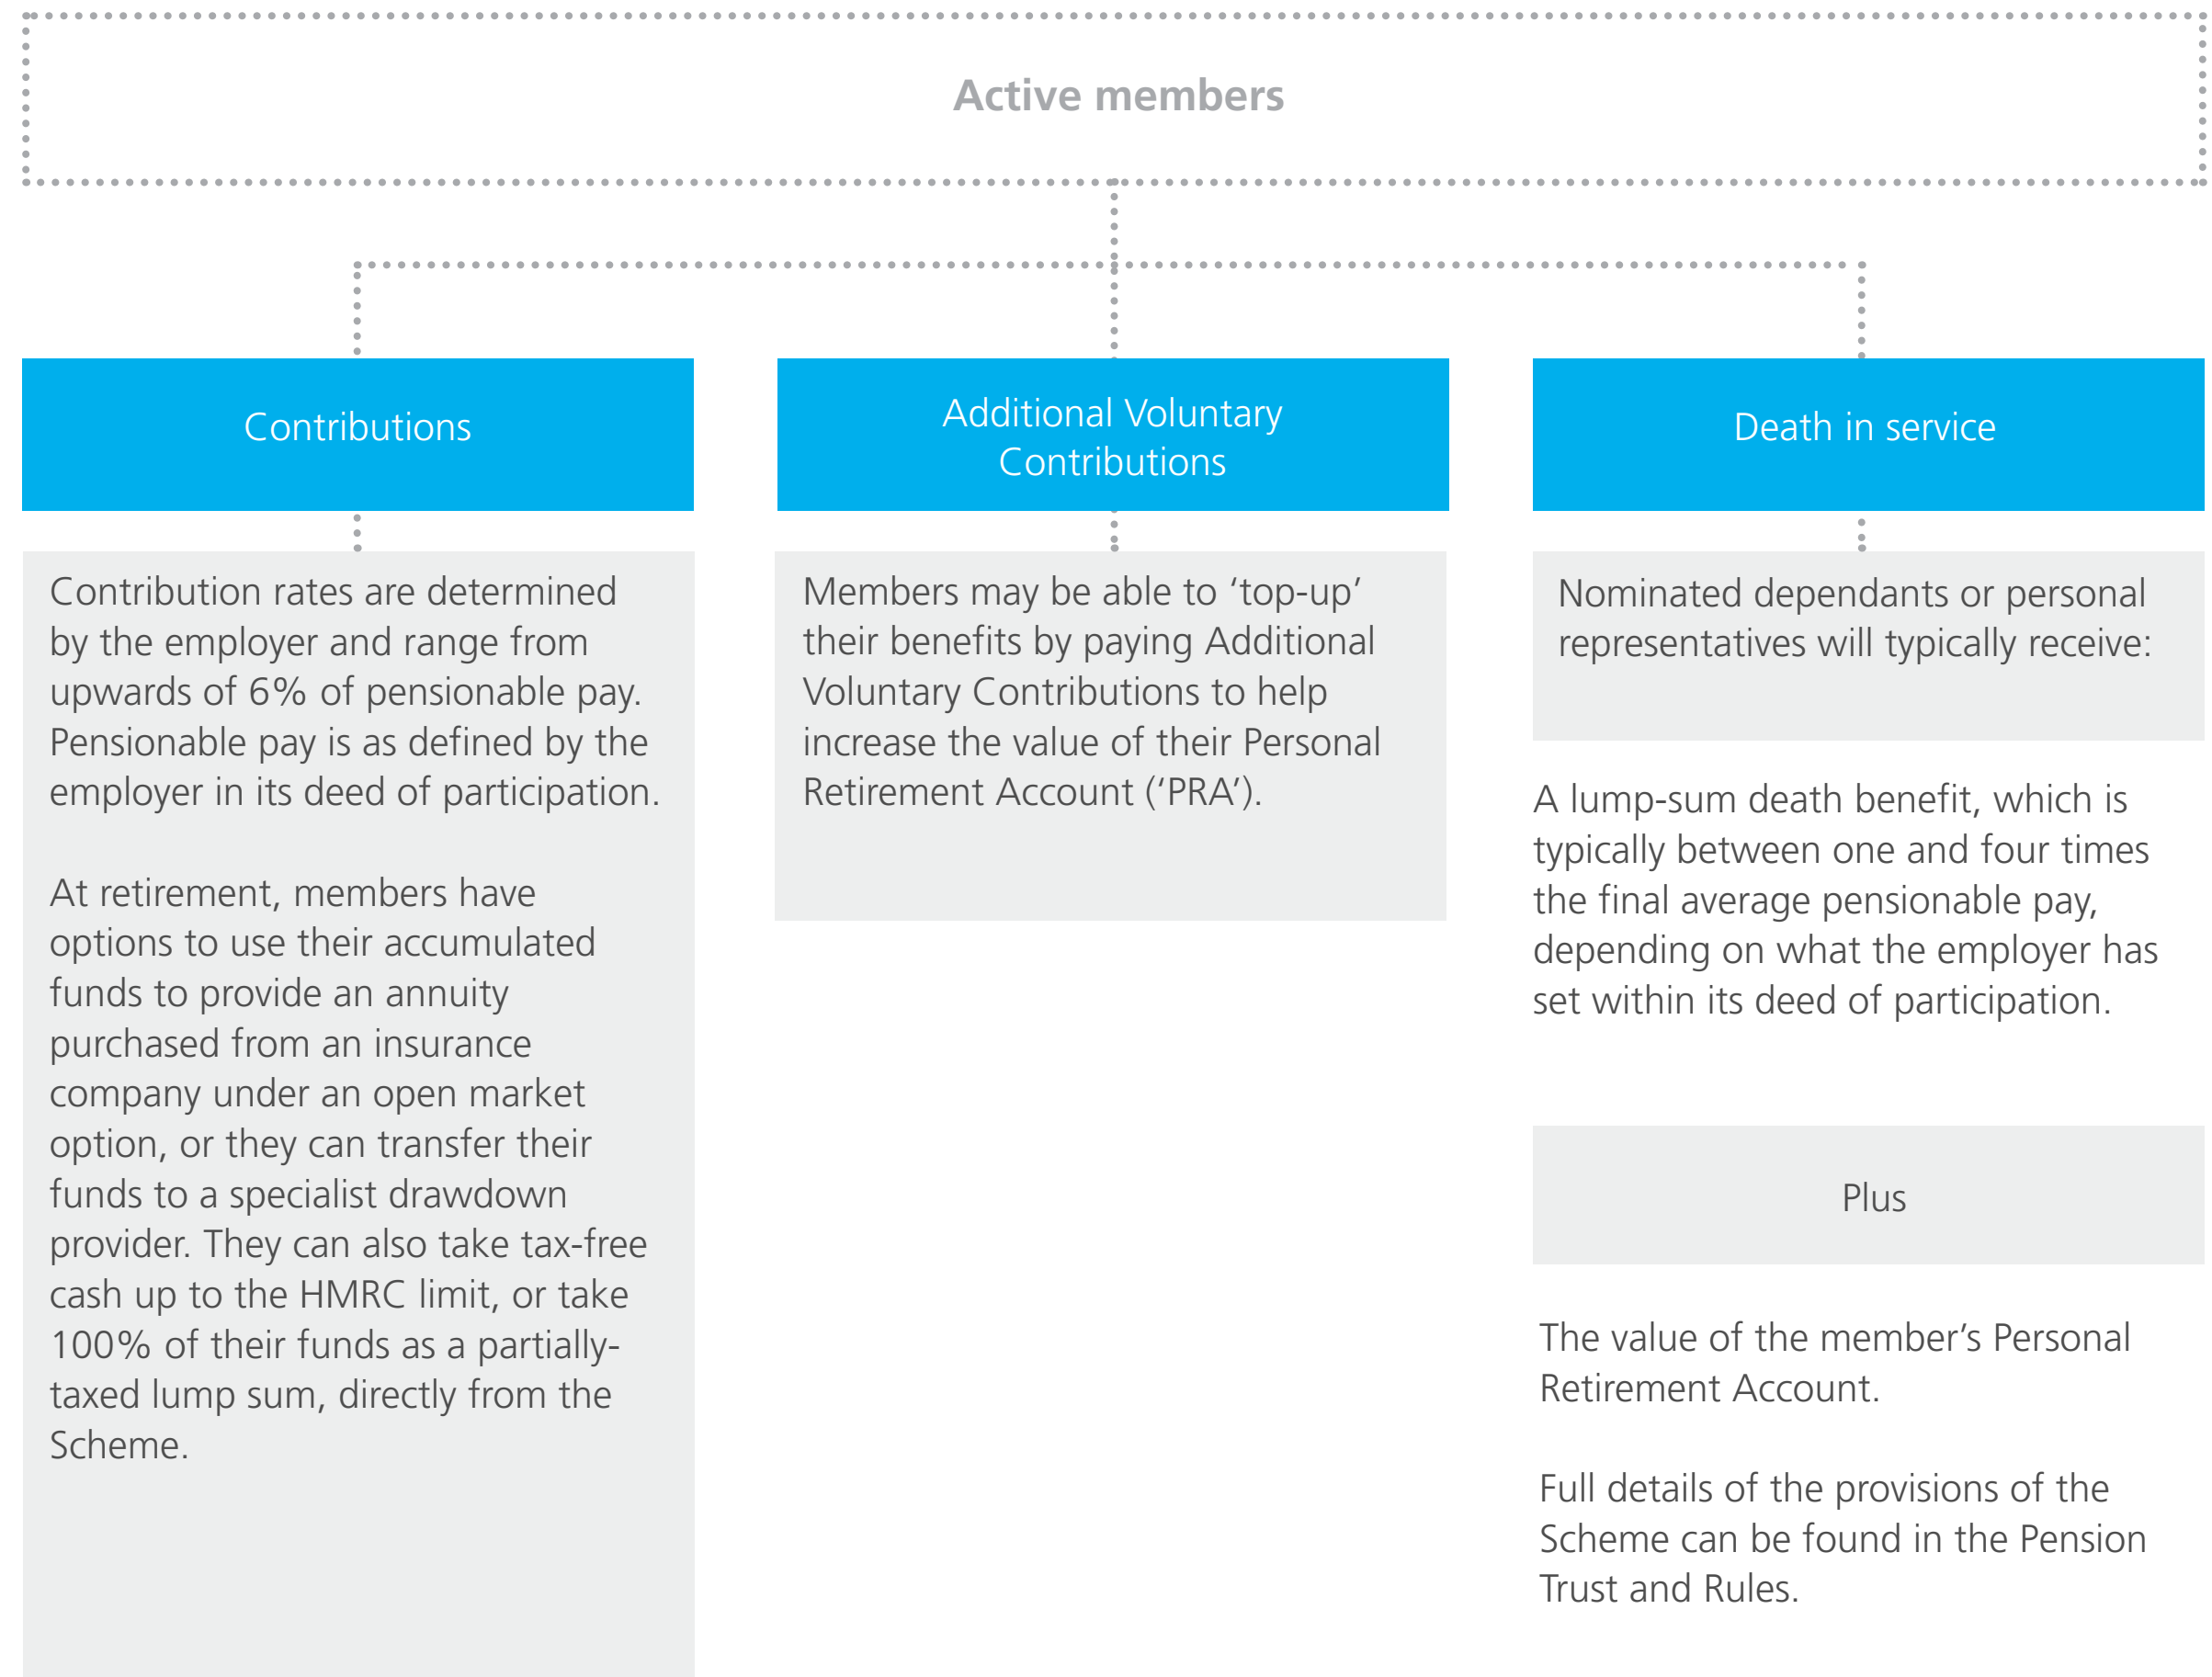 Active members
Contributions
Contribution rates are determined
by the employer and range from
upwards of 6% of pensionable pay.
Pensionable pay is as defined by the
employer in its deed of participation.
At retirement, members have
options to use their accumulated
funds to provide an annuity
purchased from an insurance
company under an open market
option, or they can transfer their
funds to a specialist drawdown
provider. They can also take tax-free
cash up to the HMRC limit, or take
100% of their funds as a partially-
taxed lump sum, directly from the
Scheme.
Additional Voluntary
Contributions
Members may be able to ‘top-up’
their benefits by paying Additional
Voluntary Contributions to help
increase the value of their Personal
Retirement Account (‘PRA’).
Death in service
Nominated dependants or personal
representatives will typically receive:
A lump-sum death benefit, which is
typically between one and four times
the final average pensionable pay,
depending on what the employer has
set within its deed of participation.
Plus
The value of the member’s Personal
Retirement Account.
Full details of the provisions of the
Scheme can be found in the Pension
Trust and Rules.